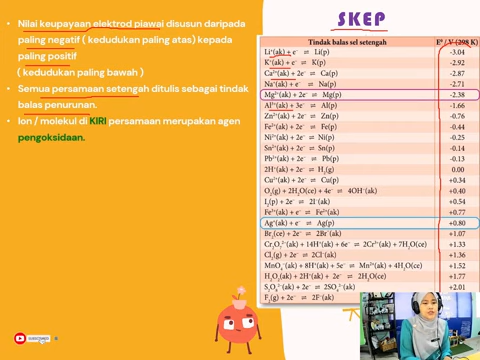 SKEP
• Nilai keupayaan elektrod piawai disusun daripada
paling negatif ( kedudukan paling atas) kepada
paling positif
( kedudukan paling bawah )
• Semua persamaan setengah ditulis sebagai tindak
balas penurunan.
• Ion / molekul di KIRI persamaan merupakan agen
pengoksidaan.
Tindak balas sel setengah E⁰ / V (298 K)
Li⁺(ak) + e⁻ ⇌ Li(p) -3.04
K⁺(ak) + e⁻ ⇌ K(p) -2.92
Ca²⁺(ak) + 2e⁻ ⇌ Ca(p) -2.87
Na⁺(ak) + e⁻ ⇌ Na(p) -2.71
Mg²⁺(ak) + 2e⁻ ⇌ Mg(p) -2.38
Al³⁺(ak) + 3e⁻ ⇌ Al(p) -1.66
Zn²⁺(ak) + 2e⁻ ⇌ Zn(p) -0.76
Fe²⁺(ak) + 2e⁻ ⇌ Fe(p) -0.44
Ni²⁺(ak) + 2e⁻ ⇌ Ni(p) -0.25
Sn²⁺(ak) + 2e⁻ ⇌ Sn(p) -0.14
Pb²⁺(ak) + 2e⁻ ⇌ Pb(p) -0.13
2H⁺(ak) + 2e⁻ ⇌ H₂(g) 0.00
Cu²⁺(ak) + 2e⁻ ⇌ Cu(p) +0.34
O₂(g) + 2H₂O(ce) + 4e⁻ ⇌ 4OH⁻(ak) +0.40
I₂(p) + 2e⁻ ⇌ 2I⁻(ak) +0.54
Fe³⁺(ak) + e⁻ ⇌ Fe²⁺(ak) +0.77
Ag⁺(ak) + e⁻ ⇌ Ag(p) +0.80
Br₂(ce) + 2e⁻ ⇌ 2Br⁻(ak) +1.07
Cr₂O₇²⁻(ak) + 14H⁺(ak) + 6e⁻ ⇌ 2Cr³⁺(ak) + 7H₂O(ce) +1.33
Cl₂(g) + 2e⁻ ⇌ 2Cl⁻(ak) +1.36
MnO₄⁻(ak) + 8H⁺(ak) + 5e⁻ ⇌ Mn²⁺(ak) + 4H₂O(ce) +1.52
H₂O₂(ak) + 2H⁺(ak) + 2e⁻ ⇌ 2H₂O(ce) +1.77
S₂O₈²⁻(ak) + 2e⁻ ⇌ 2SO₄²⁻(ak) +2.01
F₂(g) + 2e⁻ ⇌ 2F⁻(ak)